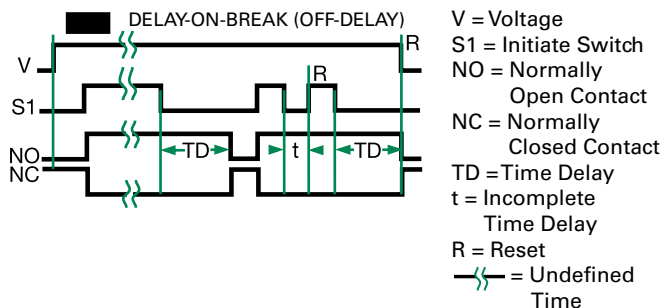 DELAY-ON-BREAK (OFF-DELAY)
R
V
R
S1
TD
t
TD
NO
NC
V = Voltage
S1 = Initiate Switch
NO = Normally
Open Contact
NC = Normally
Closed Contact
TD = Time Delay
t = Incomplete
Time Delay
R = Reset
= Undefined
Time